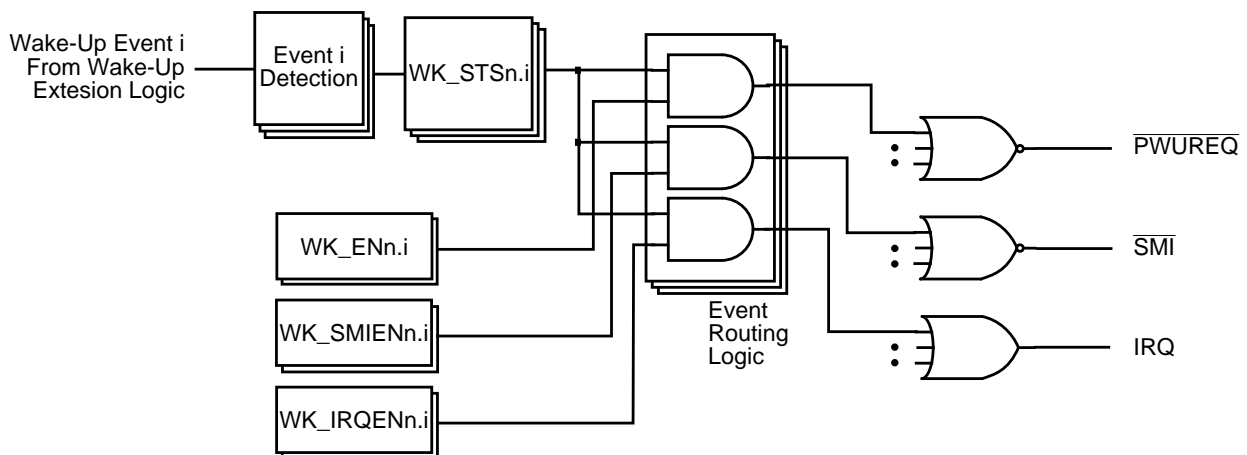 Wake-Up Event i
From Wake-Up
Extesion Logic
Event i
Detection
WK_STSn.i
WK_ENn.i
WK_SMIENn.i
WK_IRQENn.i
Event
Routing
Logic
PWUREQ
SMI
IRQ